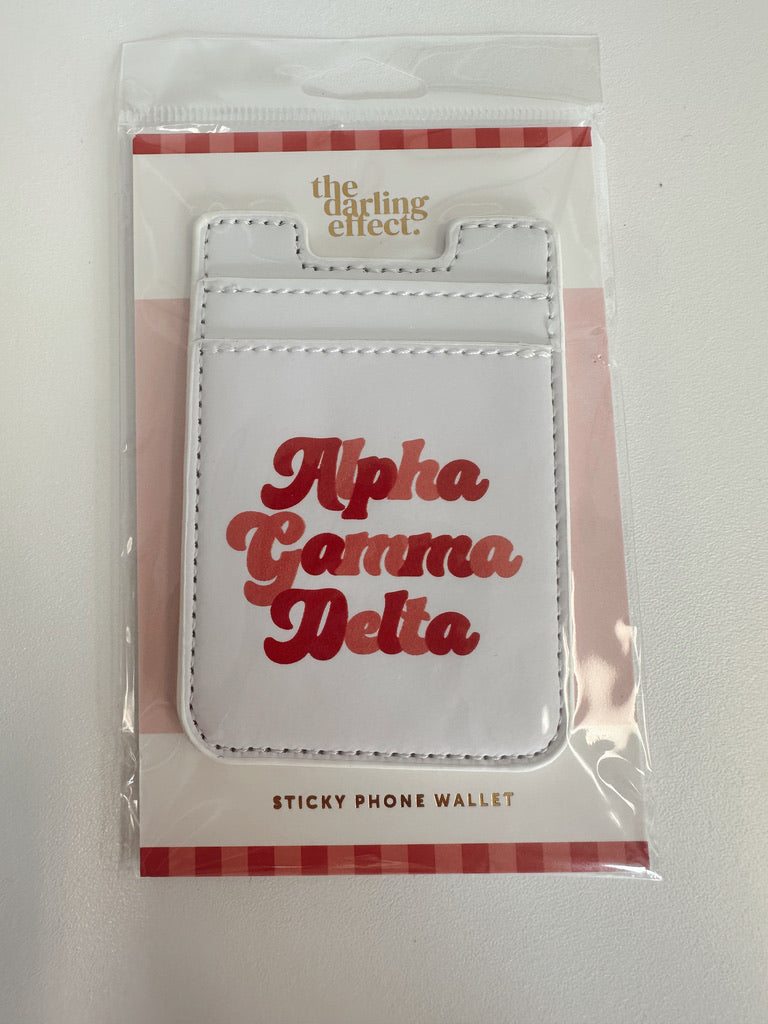 the
darling
effect.
Alpha
Gamma
Delta
STICKY PHONE WALLET